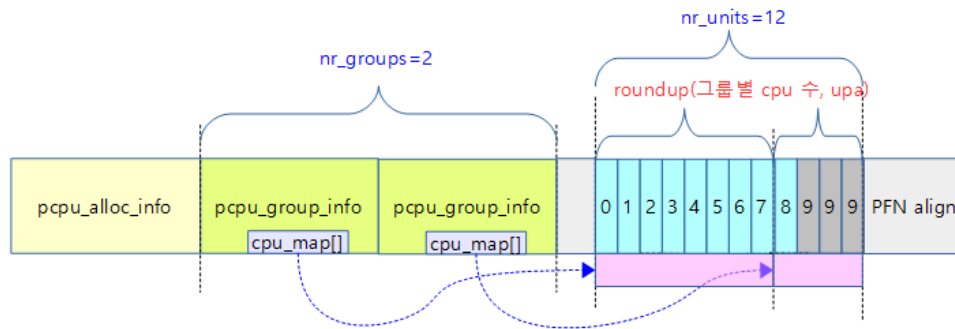 nr_units=12
nr_groups=2
roundup(그룹별 cpu 수, upa)
pcpu_alloc_info
pcpu_group_info
cpu_map[]
pcpu_group_info
cpu_map[]
0 1 2 3 4 5 6 7 8 9 9 9
PFN align